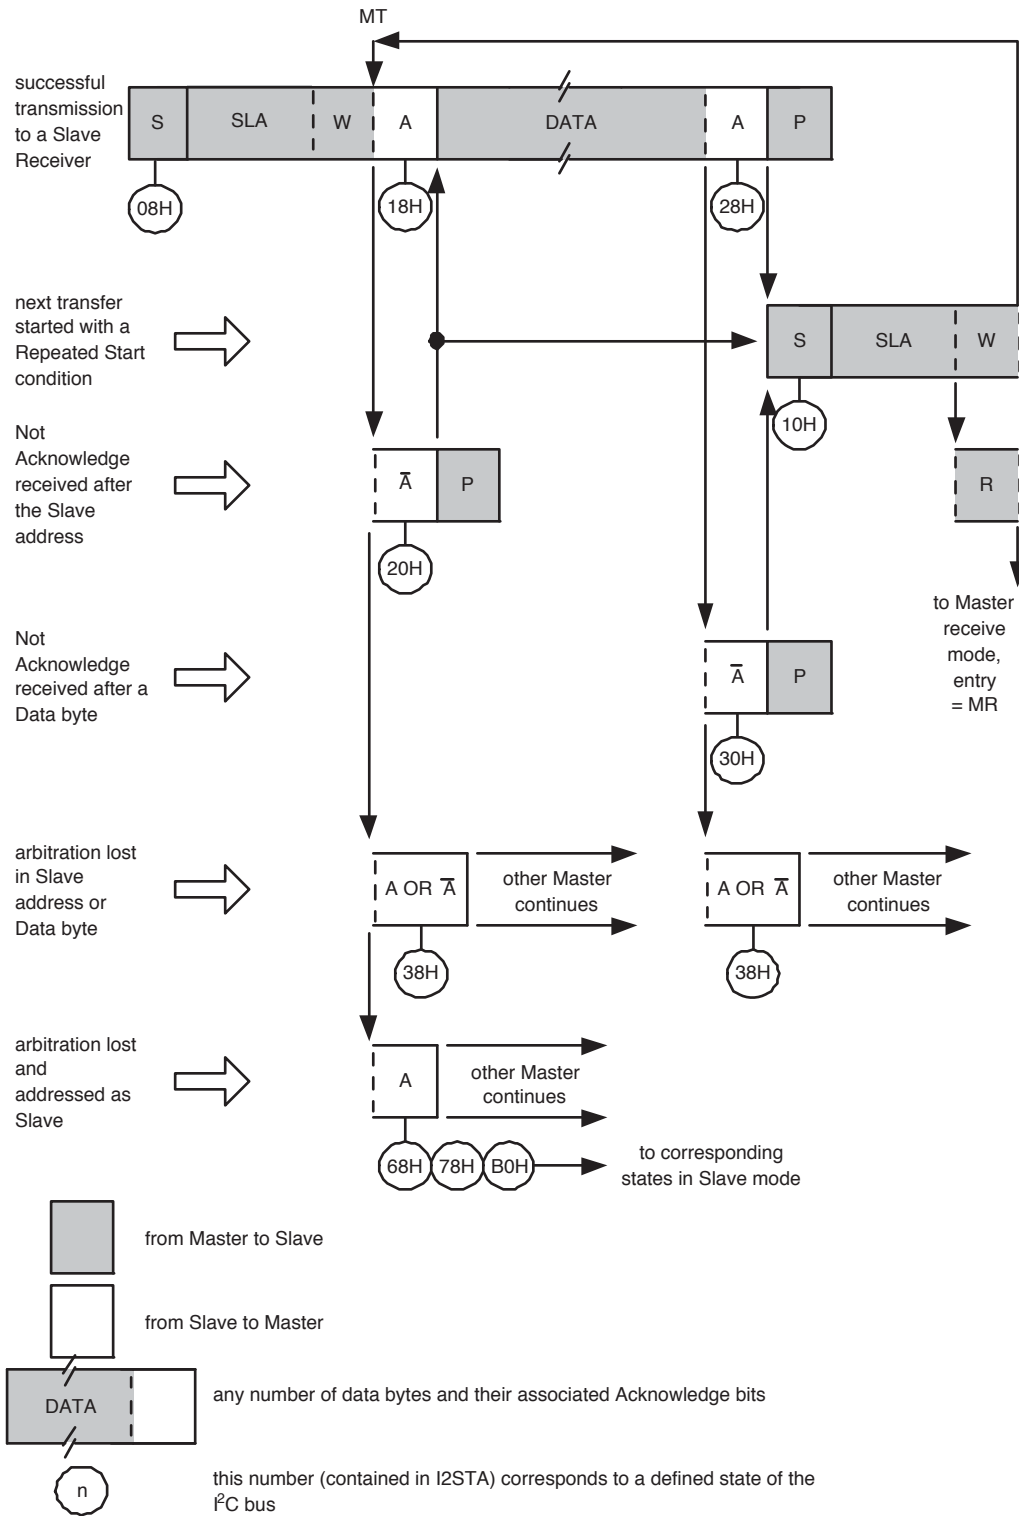 MT
successful
transmission
to a Slave
Receiver
S SLA W A DATA A P
08H 18H 28H
next transfer
started with a
Repeated Start
condition
S SLA W
10H
Not
Acknowledge
received after
the Slave
address
A̅ P
R
20H
to Master
receive
mode,
entry
= MR
Not
Acknowledge
received after a
Data byte
A̅ P
30H
arbitration lost
in Slave
address or
Data byte
A OR A̅
other Master
continues
A OR A̅
other Master
continues
38H 38H
arbitration lost
and
addressed as
Slave
A
other Master
continues
68H 78H B0H
to corresponding
states in Slave mode
from Master to Slave
from Slave to Master
DATA
any number of data bytes and their associated Acknowledge bits
n
this number (contained in I2STA) corresponds to a defined state of the
I²C bus